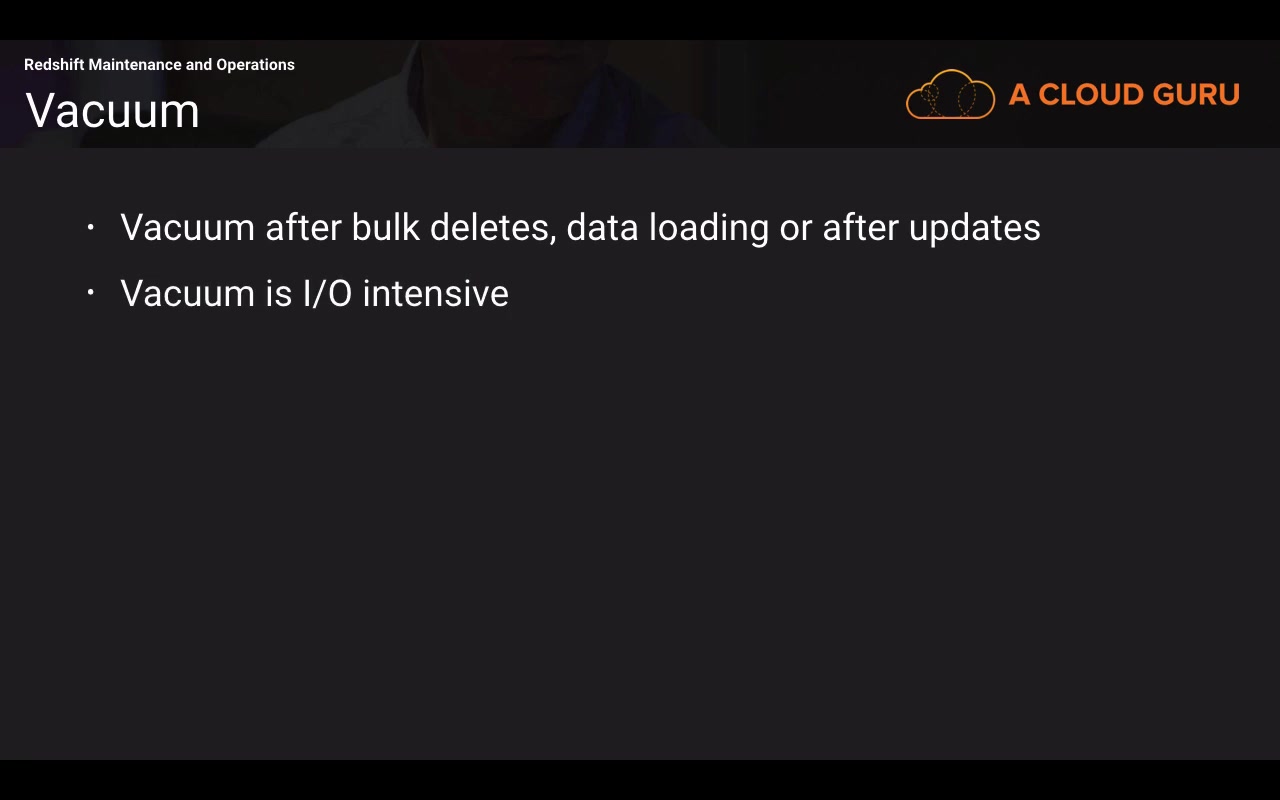 Redshift Maintenance and Operations
Vacuum
A CLOUD GURU
· Vacuum after bulk deletes, data loading or after updates
· Vacuum is I/O intensive